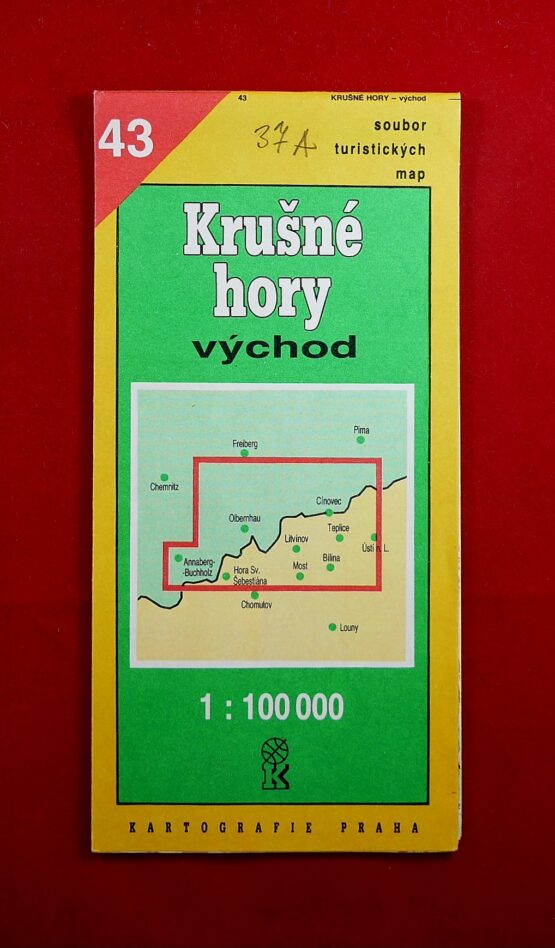 43
43 KRUŠNÉ HORY – východ
37A
soubor
turistických
map
Krušné
hory
východ
Pirna
Freiberg
Chemnitz
Cínovec
Olbernhau
Teplice
Litvínov
Ústí n. L.
Annaberg-
-Buchholz
Most
Bílina
Hora Sv.
Šebestiána
Chomutov
Louny
1 : 100 000
K
KARTOGRAFIE PRAHA